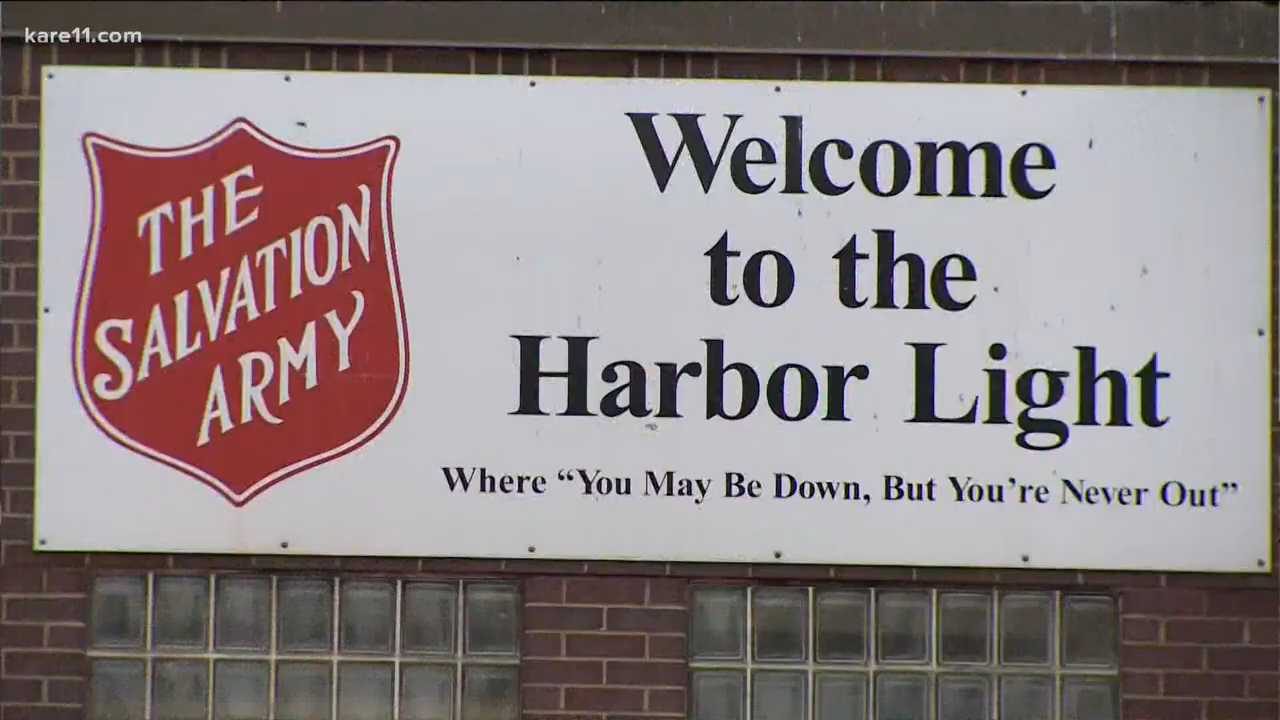 kare11.com
THE
SALVATION
ARMY
Welcome
to the
Harbor Light
Where “You May Be Down, But You’re Never Out”